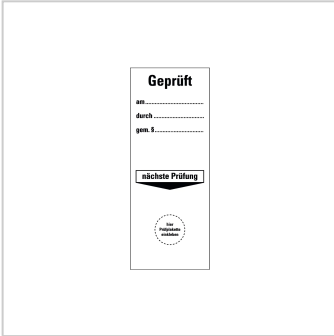 Geprüft
am
durch
gem. §
nächste Prüfung
hier
Prüfplakette
einkleben